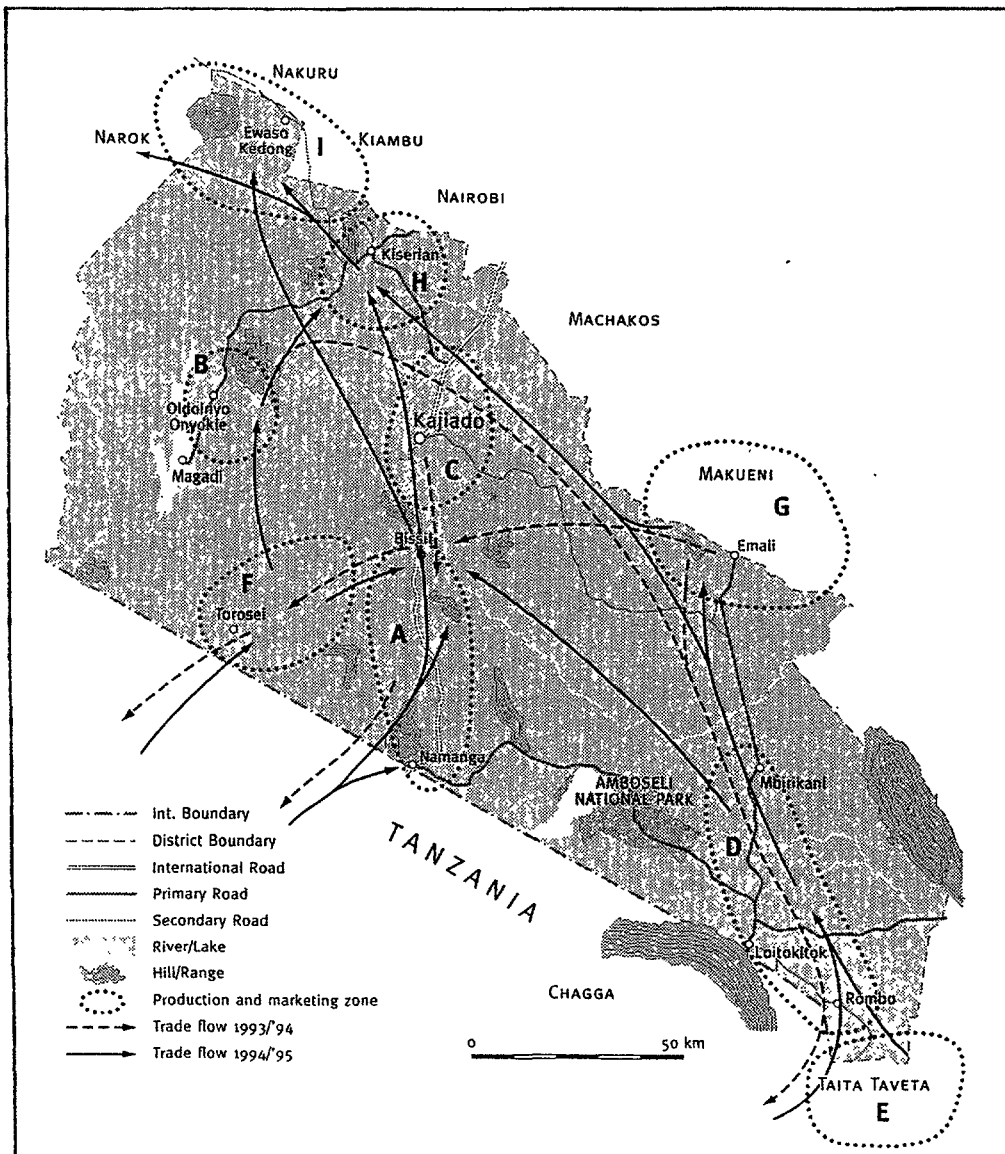 NAKURU
NAROK
Ewaso
Kedong
I
KIAMBU
NAIROBI
Kiserian
H
MACHAKOS
B
Oldoinyo
Onyokie
Magadi
Kajiado
C
MAKUENI
G
Emali
Bissil
F
Torosei
A
Namanga
AMBOSELI
NATIONAL PARK
Mbirikani
D
TANZANIA
Loitokitok
CHAGGA
Rombo
TAITA TAVETA
E
Int. Boundary
District Boundary
International Road
Primary Road
Secondary Road
River/Lake
Hill/Range
Production and marketing zone
Trade flow 1993/'94
Trade flow 1994/'95
0 50 km